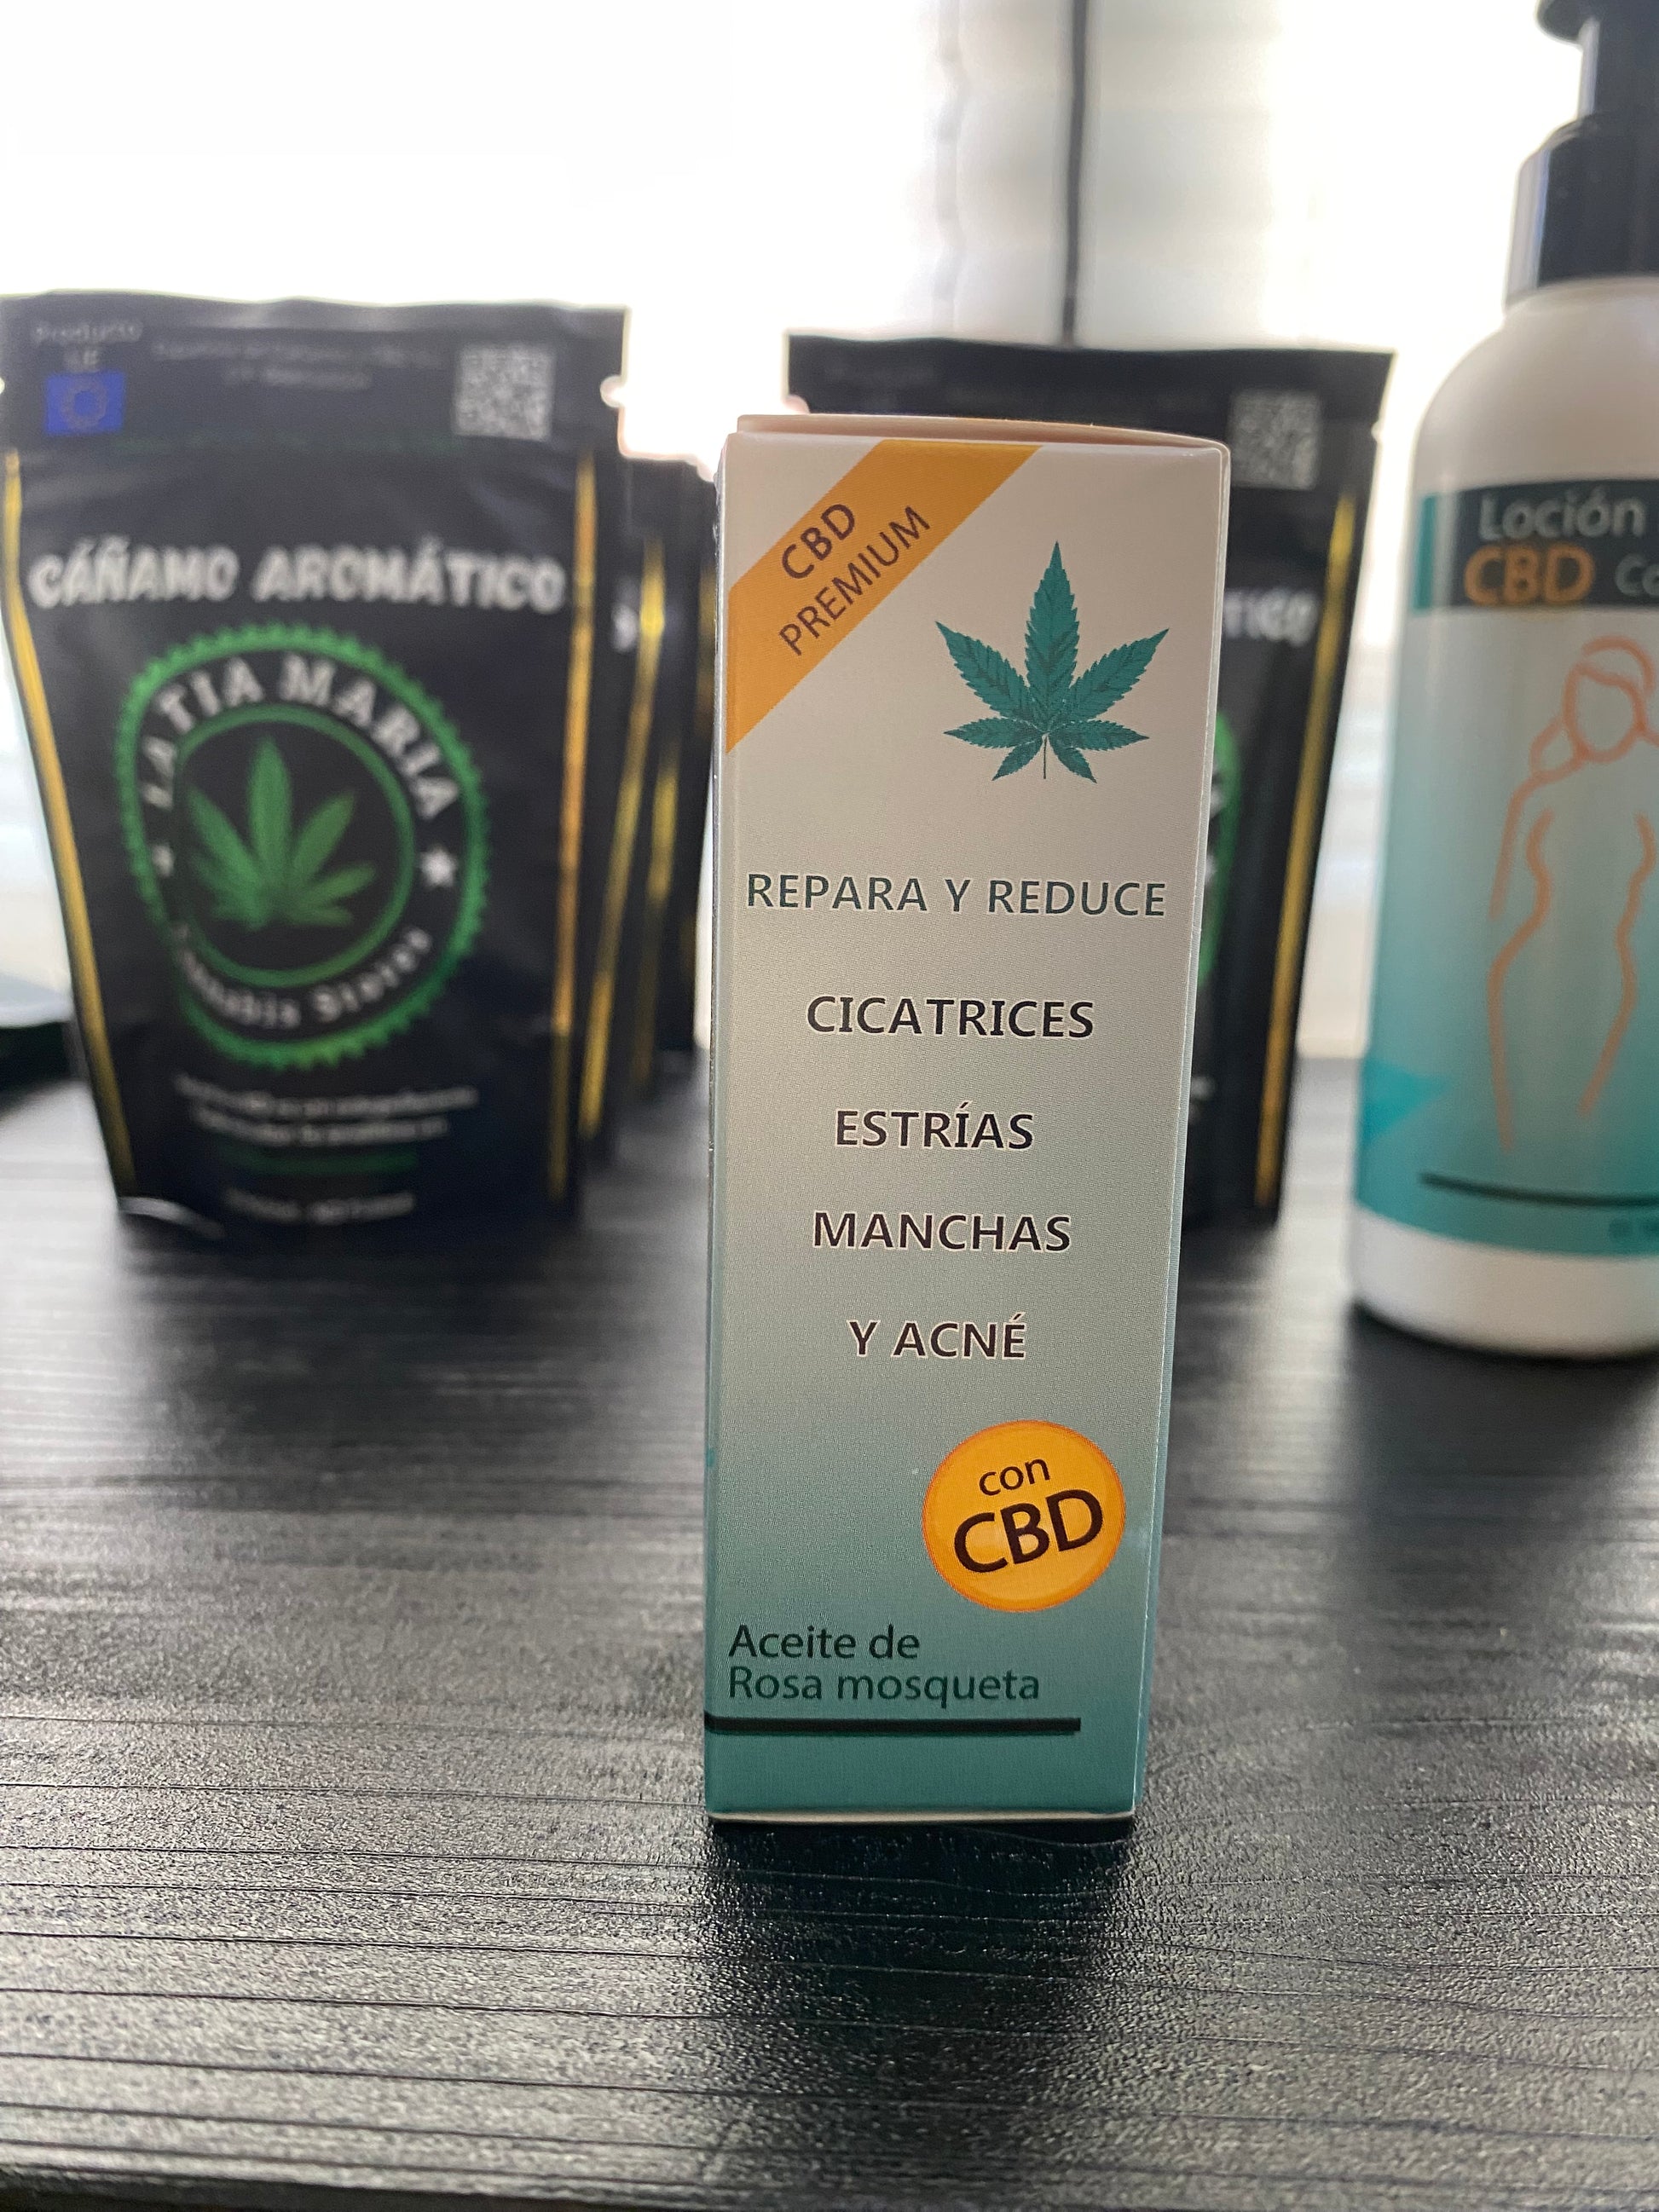 Producto
UE
CÁÑAMO AROMÁTICO
LA TIA MARIA
CBD
PREMIUM
REPARA Y REDUCE
CICATRICES
ESTRÍAS
MANCHAS
Y ACNÉ
con
CBD
Aceite de
Rosa mosqueta
Loción
CBD